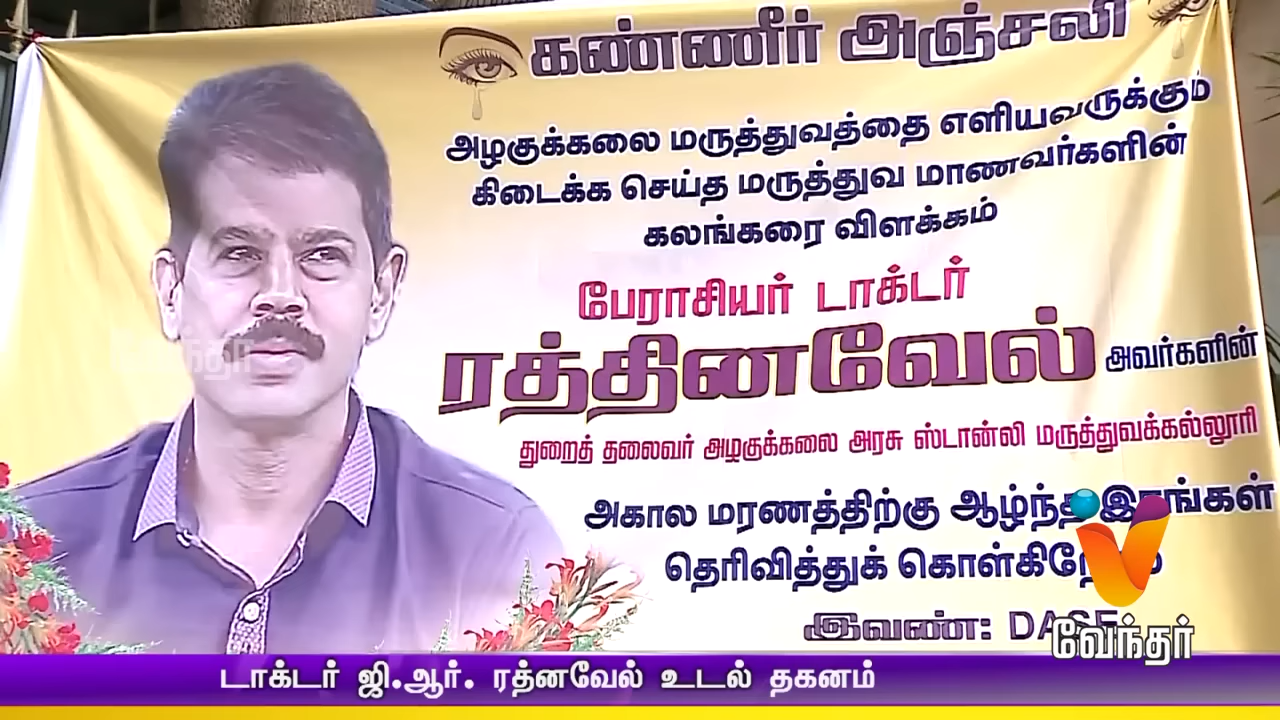 கண்ணீர் அஞ்சலி
அழகுக்கலை மருத்துவத்தை எளியவருக்கும்
கிடைக்க செய்த மருத்துவ மாணவர்களின்
கலங்கரை விளக்கம்
பேராசியர் டாக்டர்
ரத்தினவேல் அவர்களின்
துறைத் தலைவர் அழகுக்கலை அரசு ஸ்டான்லி மருத்துவக்கல்லூரி
அகால மரணத்திற்கு ஆழ்ந்த
தெரிவித்துக்
இவண்:
வேந்தர்
டாக்டர் ஜி.ஆர். ரத்னவேல் உடல் தகனம்